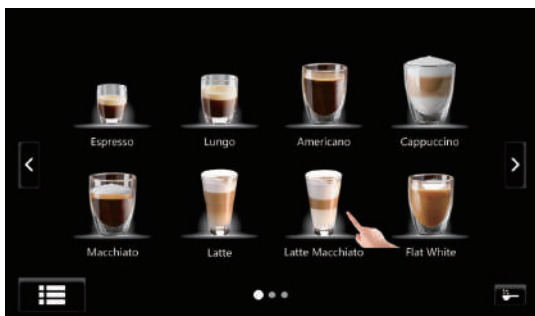 Espresso
Lungo
Americano
Cappuccino
Macchiato
Latte
Latte Macchiato
Flat White